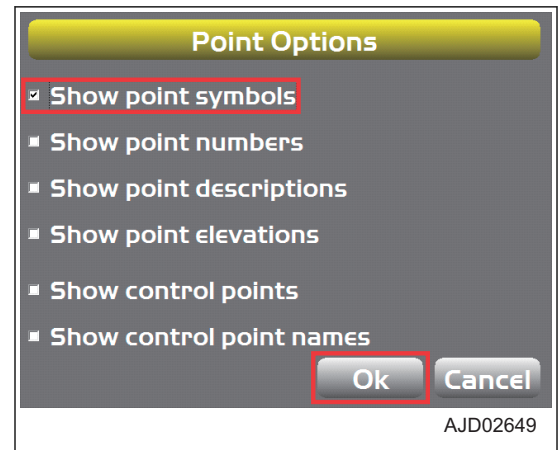 Point Options
Show point symbols
Show point numbers
Show point descriptions
Show point elevations
Show control points
Show control point names
Ok Cancel
AJD02649